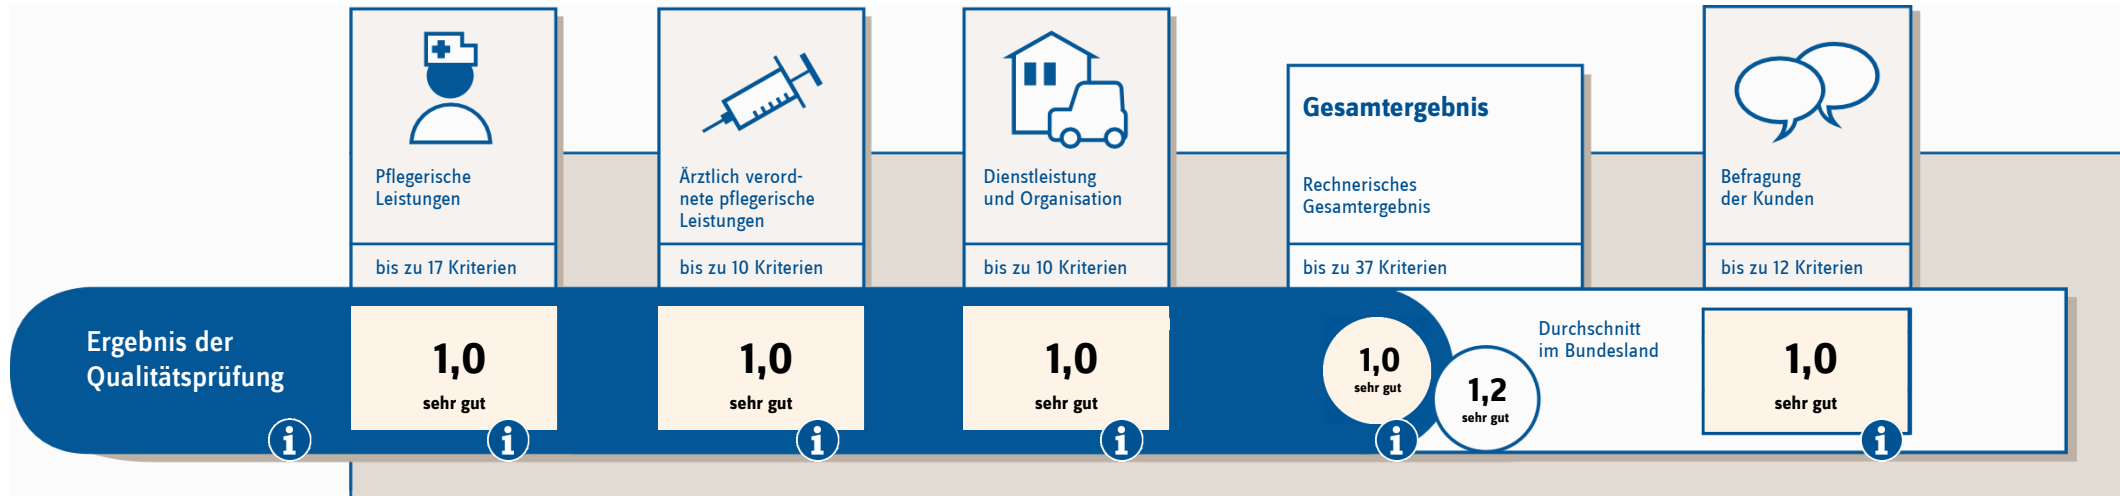 Pflegerische
Leistungen
bis zu 17 Kriterien
Ärztlich verord-
nete pflegerische
Leistungen
bis zu 10 Kriterien
Dienstleistung
und Organisation
bis zu 10 Kriterien
Gesamtergebnis
Rechnerisches
Gesamtergebnis
bis zu 37 Kriterien
Befragung
der Kunden
bis zu 12 Kriterien
Ergebnis der
Qualitätsprüfung
1,0
sehr gut
1,0
sehr gut
1,0
sehr gut
1,0
sehr gut
1,2
sehr gut
Durchschnitt
im Bundesland
1,0
sehr gut